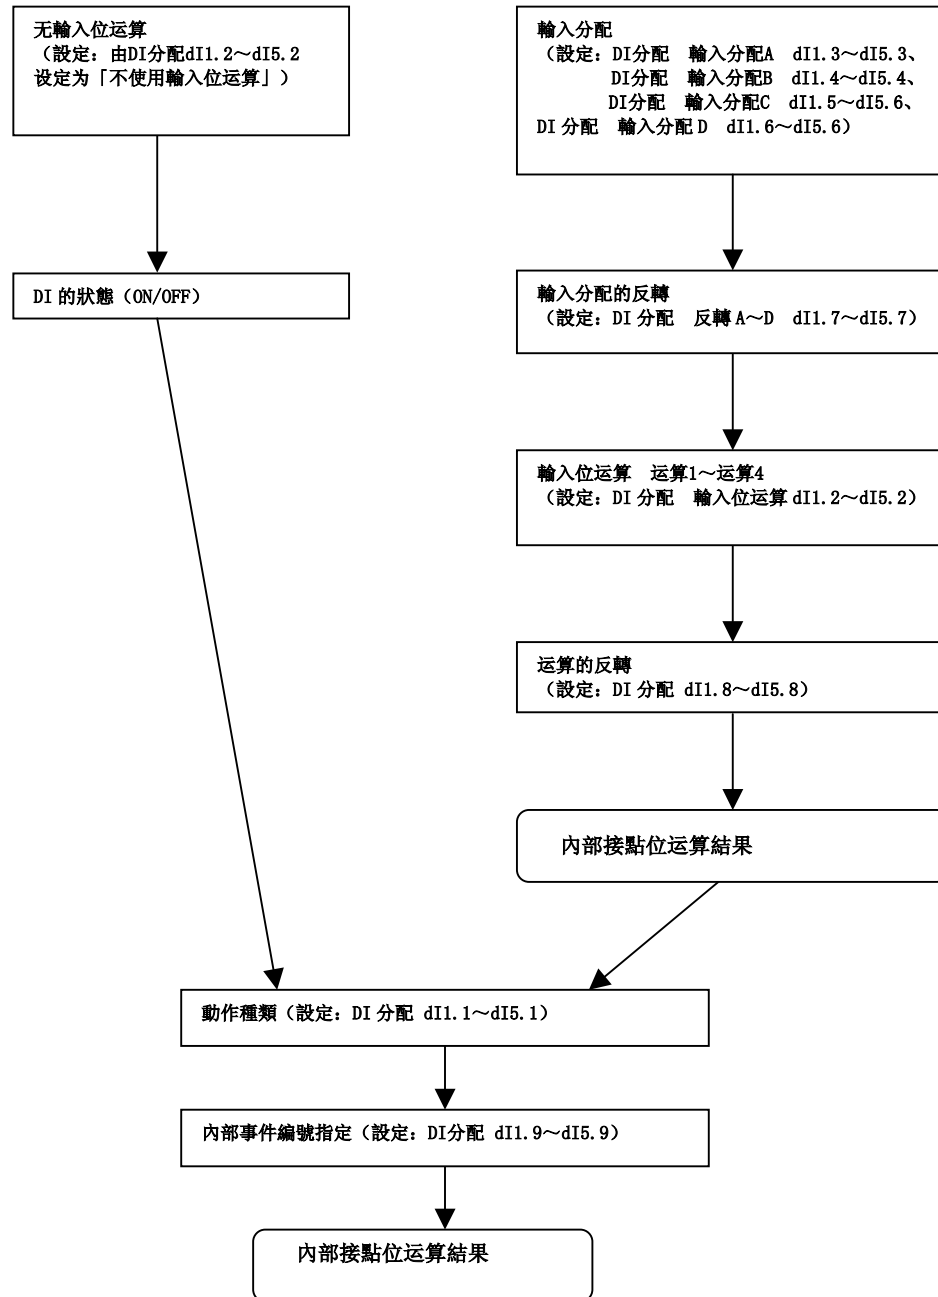 无輸入位运算
（設定：由DI分配dI1.2～dI5.2
设定为「不使用輸入位运算」）
輸入分配
（設定：DI分配　輸入分配A　dI1.3～dI5.3、
DI分配　輸入分配B　dI1.4～dI5.4、
DI分配　輸入分配C　dI1.5～dI5.6、
DI 分配　輸入分配 D　dI1.6～dI5.6）
DI 的狀態（ON/OFF）
輸入分配的反轉
（設定：DI 分配　反轉 A～D　dI1.7～dI5.7）
輸入位运算　运算1～运算4
（設定：DI 分配　輸入位运算 dI1.2～dI5.2）
运算的反轉
（設定：DI 分配 dI1.8～dI5.8）
內部接點位运算結果
動作種類（設定：DI 分配 dI1.1～dI5.1）
內部事件編號指定（設定：DI分配 dI1.9～dI5.9）
內部接點位运算結果